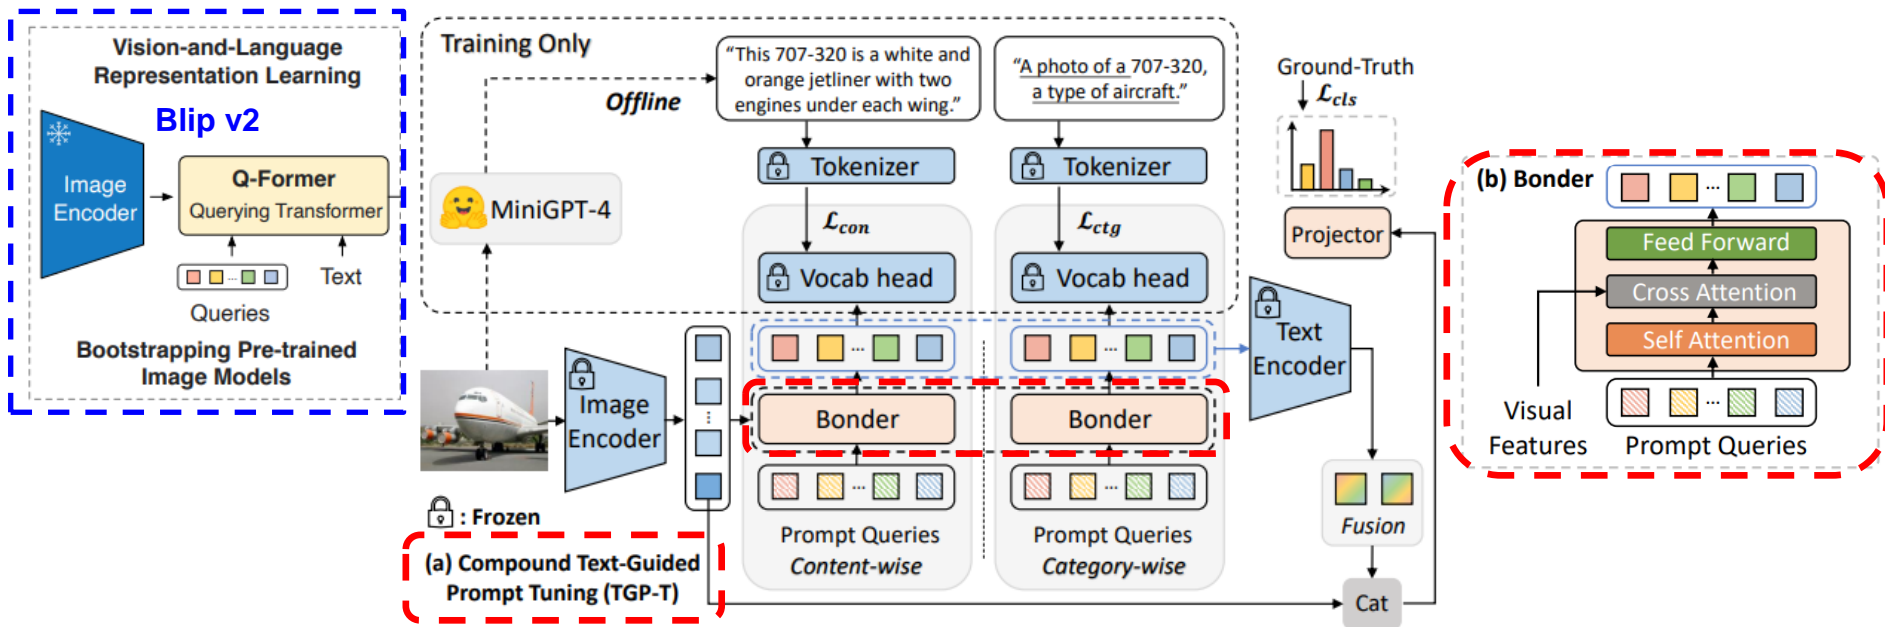 Vision-and-Language
Representation Learning
Blip v2
Image
Encoder
Q-Former
Querying Transformer
...
Text
Queries
Bootstrapping Pre-trained
Image Models
Training Only
Offline
MiniGPT-4
“This 707-320 is a white and
orange jetliner with two
engines under each wing.”
“A photo of a 707-320,
a type of aircraft.”
Tokenizer
Tokenizer
ℒcon
ℒctg
Vocab head
Vocab head
...
...
Image
Encoder
...
Bonder
Bonder
...
...
Prompt Queries
Content-wise
Prompt Queries
Category-wise
: Frozen
(a) Compound Text-Guided
Prompt Tuning (TGP-T)
Ground-Truth
ℒcls
Projector
Text
Encoder
Fusion
Cat
(b) Bonder
...
Feed Forward
Cross Attention
Self Attention
...
Visual
Features
Prompt Queries